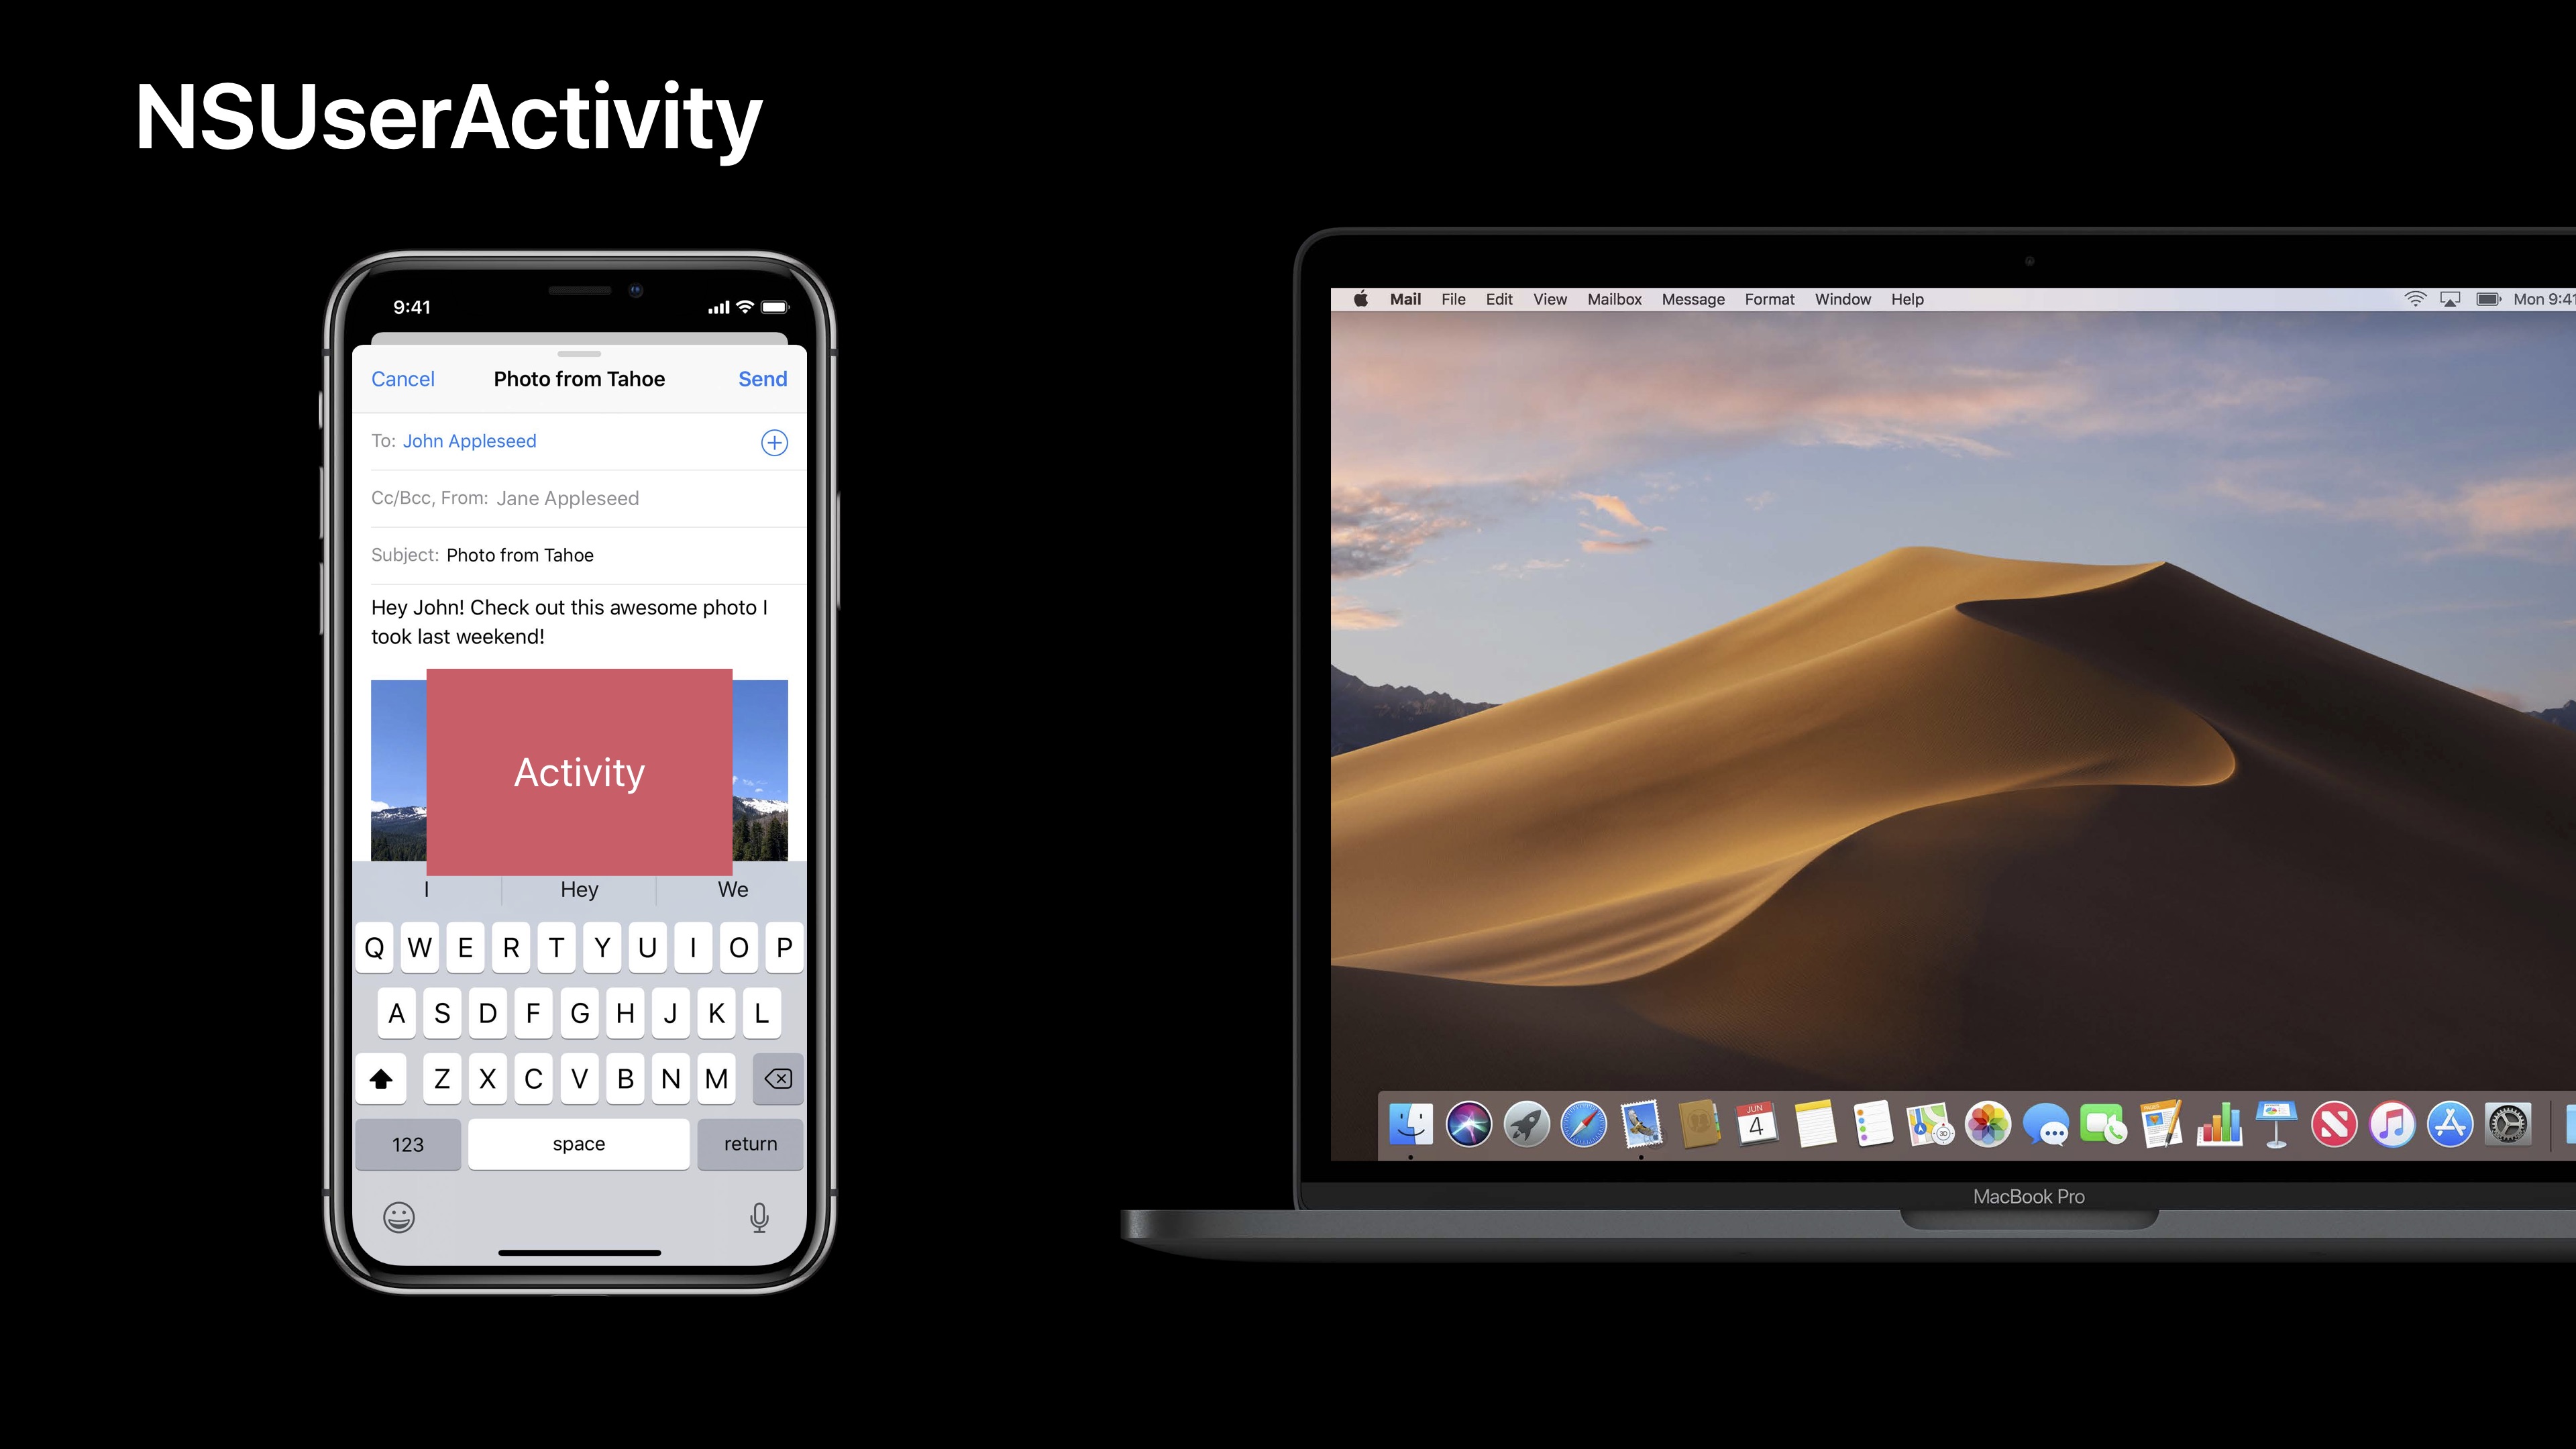 NSUserActivity
9:41
Cancel Photo from Tahoe Send
To: John Appleseed
Cc/Bcc, From: Jane Appleseed
Subject: Photo from Tahoe
Hey John! Check out this awesome photo I
took last weekend!
Activity
I Hey We
Q W E R T Y U I O P
A S D F G H J K L
Z X C V B N M
123 space return
Mail File Edit View Mailbox Message Format Window Help Mon 9:41
JUN
4
PAGES
3D
MacBook Pro